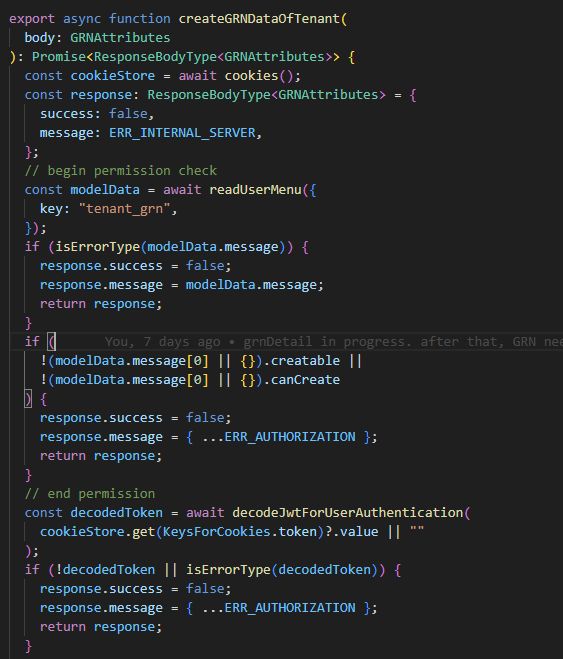 export async function createGRNDataOfTenant(
  body: GRNAttributes
): Promise<ResponseBodyType<GRNAttributes>> {
  const cookieStore = await cookies();
  const response: ResponseBodyType<GRNAttributes> = {
    success: false,
    message: ERR_INTERNAL_SERVER,
  };
  // begin permission check
  const modelData = await readUserMenu({
    key: "tenant_grn",
  });
  if (isErrorType(modelData.message)) {
    response.success = false;
    response.message = modelData.message;
    return response;
  }
  if (      You, 7 days ago • grnDetail in progress. after that, GRN nee
    !(modelData.message[0] || {}).creatable ||
    !(modelData.message[0] || {}).canCreate
  ) {
    response.success = false;
    response.message = { ...ERR_AUTHORIZATION };
    return response;
  }
  // end permission
  const decodedToken = await decodeJwtForUserAuthentication(
    cookieStore.get(KeysForCookies.token)?.value || ""
  );
  if (!decodedToken || isErrorType(decodedToken)) {
    response.success = false;
    response.message = { ...ERR_AUTHORIZATION };
    return response;
  }